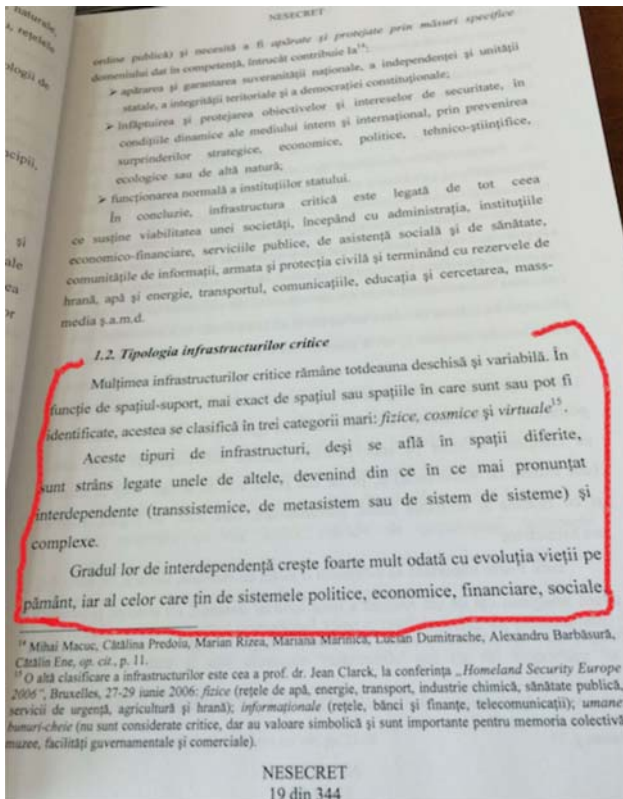 naturale,
rețelele
ologii de
ncipii,
și
ale
ea
or
NESECRET
ordine publică) și necesită a fi apărate și protejate prin măsuri specifice
domeniului dat în competență, întrucât contribuie la¹⁴:
➢ apărarea și garantarea suveranității naționale, a independenței și unității
statale, a integrității teritoriale și a democrației constituționale;
➢ înfăptuirea și protejarea obiectivelor și intereselor de securitate, în
condițiile dinamice ale mediului intern și internațional, prin prevenirea
surprinderilor strategice, economice, politice, tehnico-științifice,
ecologice sau de altă natură;
➢ funcționarea normală a instituțiilor statului.
În concluzie, infrastructura critică este legată de tot ceea
ce susține viabilitatea unei societăți, începând cu administrația, instituțiile
economico-financiare, serviciile publice, de asistență socială și de sănătate,
comunitățile de informații, armata și protecția civilă și terminând cu rezervele de
hrană, apă și energie, transportul, comunicațiile, educația și cercetarea, mass-
media ș.a.m.d.
1.2. Tipologia infrastructurilor critice
Mulțimea infrastructurilor critice rămâne totdeauna deschisă și variabilă. În
funcție de spațiul-suport, mai exact de spațiul sau spațiile în care sunt sau pot fi
identificate, acestea se clasifică în trei categorii mari: fizice, cosmice și virtuale¹⁵.
Aceste tipuri de infrastructuri, deși se află în spații diferite,
sunt strâns legate unele de altele, devenind din ce în ce mai pronunțat
interdependente (transsistemice, de metasistem sau de sistem de sisteme) și
complexe.
Gradul lor de interdependență crește foarte mult odată cu evoluția vieții pe
pământ, iar al celor care țin de sistemele politice, economice, financiare, sociale
¹⁴ Mihai Macuc, Cătălina Predoiu, Marian Rizea, Mariana Marinică, Lucian Dumitrache, Alexandru Barbăsură,
Cătălin Ene, op. cit., p. 11.
¹⁵ O altă clasificare a infrastructurilor este cea a prof. dr. Jean Clarck, la conferința „Homeland Security Europe
2006", Bruxelles, 27-29 iunie 2006: fizice (rețele de apă, energie, transport, industrie chimică, sănătate publică,
servicii de urgență, agricultură și hrană); informaționale (rețele, bănci și finanțe, telecomunicații); umane
bunuri-cheie (nu sunt considerate critice, dar au valoare simbolică și sunt importante pentru memoria colectivă
muzee, facilități guvernamentale și comerciale).
NESECRET
19 din 344